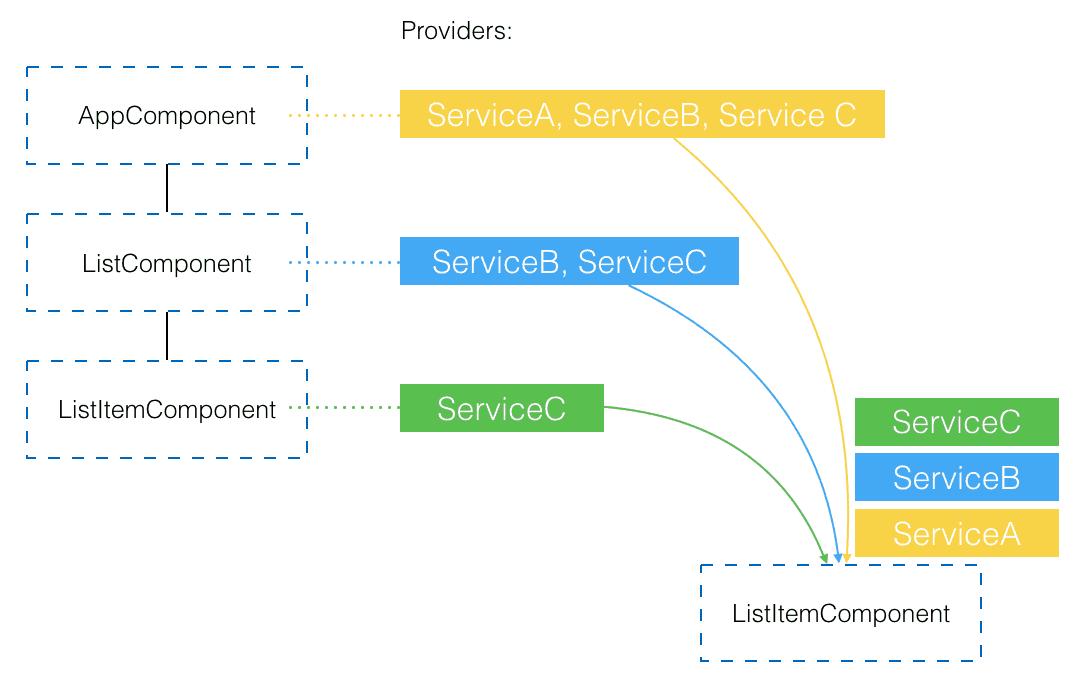 Providers:
AppComponent
ServiceA, ServiceB, Service C
ListComponent
ServiceB, ServiceC
ListItemComponent
ServiceC
ServiceC
ServiceB
ServiceA
ListItemComponent